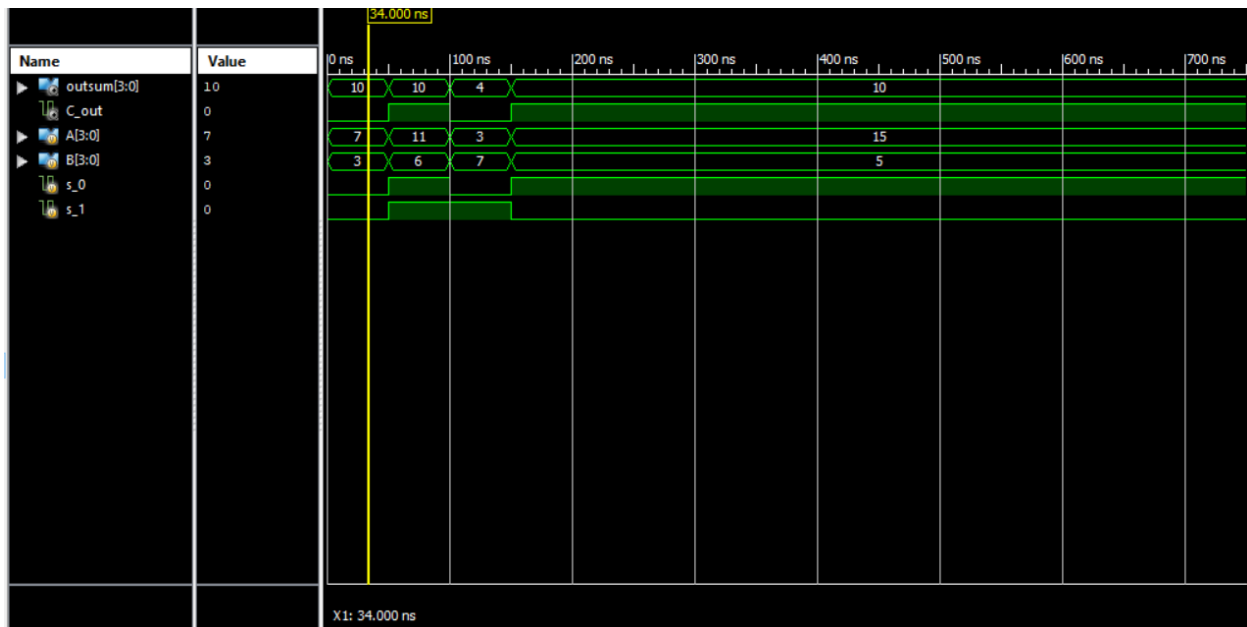 34.000 ns
Name Value 0 ns 100 ns 200 ns 300 ns 400 ns 500 ns 600 ns 700 ns
outsum[3:0] 10 10 10 4 10
C_out 0
A[3:0] 7 7 11 3 15
B[3:0] 3 3 6 7 5
s_0 0
s_1 0
X1: 34.000 ns